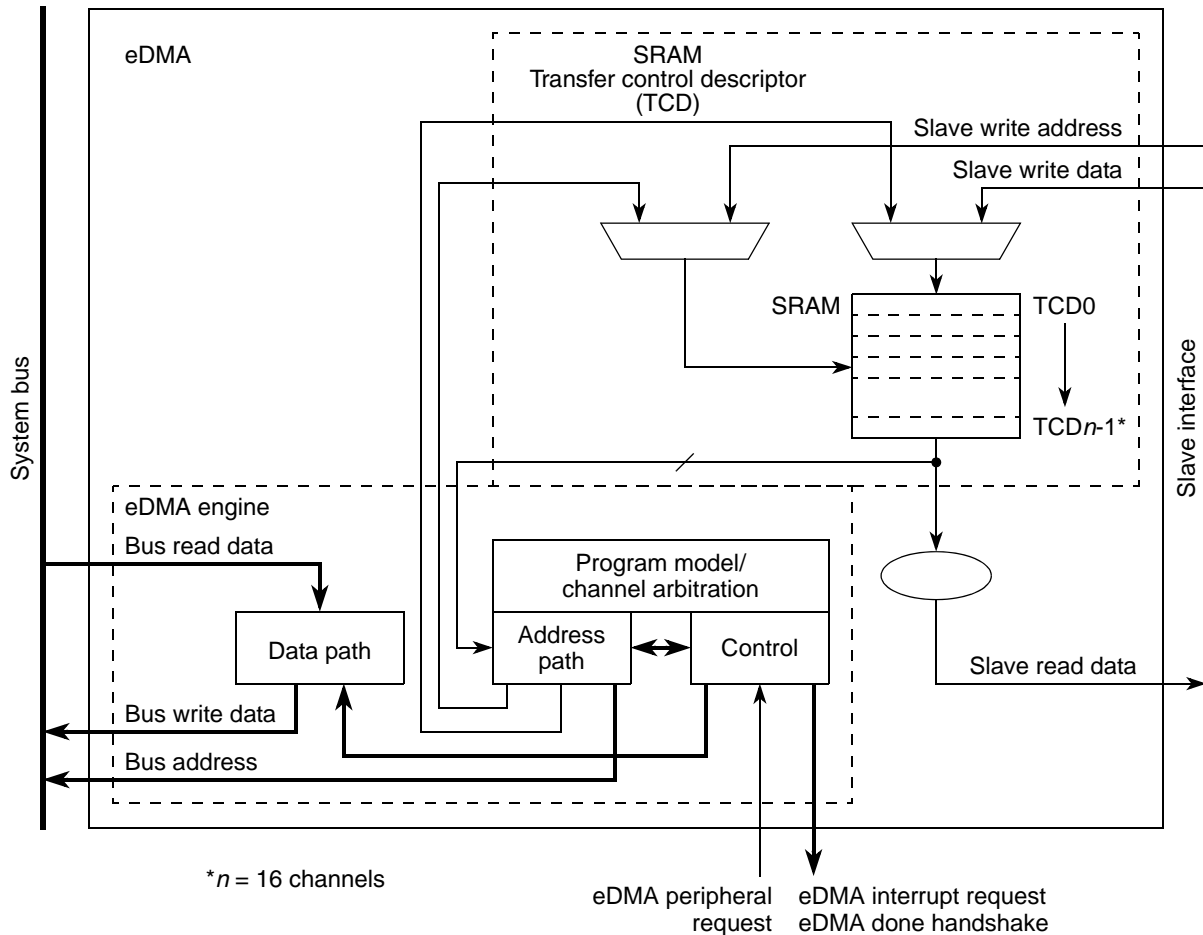 eDMA
SRAM
Transfer control descriptor
(TCD)
Slave write address
Slave write data
SRAM
TCD0
TCDn-1*
System bus
Slave interface
eDMA engine
Bus read data
Program model/
channel arbitration
Data path
Address
path
Control
Slave read data
Bus write data
Bus address
*n = 16 channels
eDMA peripheral
request
eDMA interrupt request
eDMA done handshake